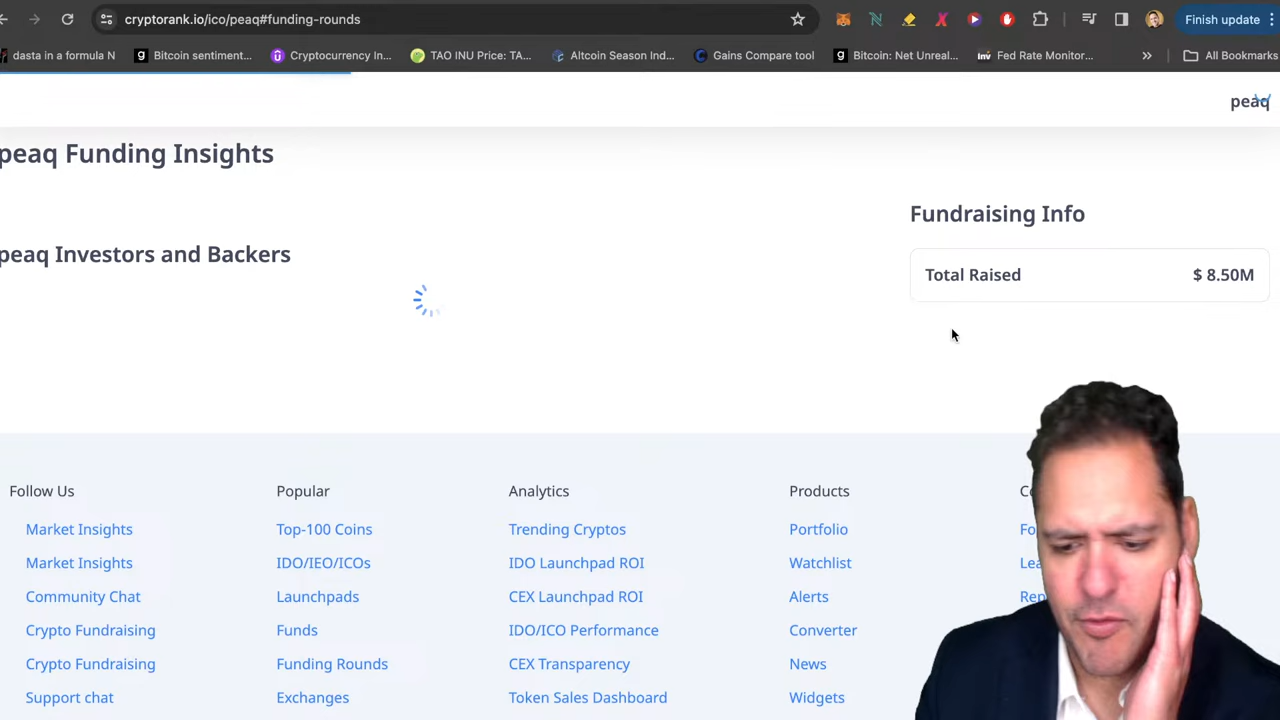 cryptorank.io/ico/peaq#funding-rounds
Finish update
dasta in a formula N
Bitcoin sentiment...
Cryptocurrency In...
TAO INU Price: TA...
Altcoin Season Ind...
Gains Compare tool
Bitcoin: Net Unreal...
Fed Rate Monitor...
All Bookmarks
peaq
peaq Funding Insights
Fundraising Info
peaq Investors and Backers
Total Raised $ 8.50M
Follow Us Popular Analytics Products
Market Insights Top-100 Coins Trending Cryptos Portfolio
Market Insights IDO/IEO/ICOs IDO Launchpad ROI Watchlist
Community Chat Launchpads CEX Launchpad ROI Alerts
Crypto Fundraising Funds IDO/ICO Performance Converter
Crypto Fundraising Funding Rounds CEX Transparency News
Support chat Exchanges Token Sales Dashboard Widgets